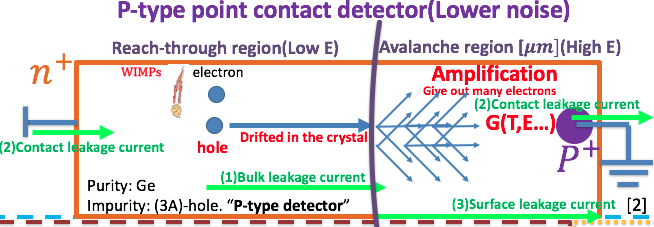 P-type point contact detector(Lower noise)
Reach-through region(Low E)
Avalanche region [μm](High E)
n+
WIMPs
electron
Amplification
Give out many electrons
(2)Contact leakage current
G(T,E...)
(2)Contact leakage current
hole
Drifted in the crystal
P+
(1)Bulk leakage current
Purity: Ge
Impurity: (3A)-hole. “P-type detector”
(3)Surface leakage current
[2]